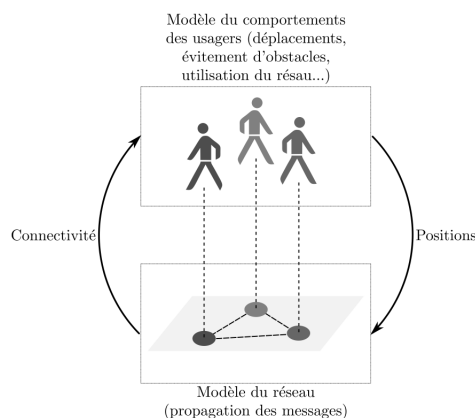 Modèle du comportements
des usagers (déplacements,
évitement d'obstacles,
utilisation du résau...)
Connectivité
Positions
Modèle du réseau
(propagation des messages)